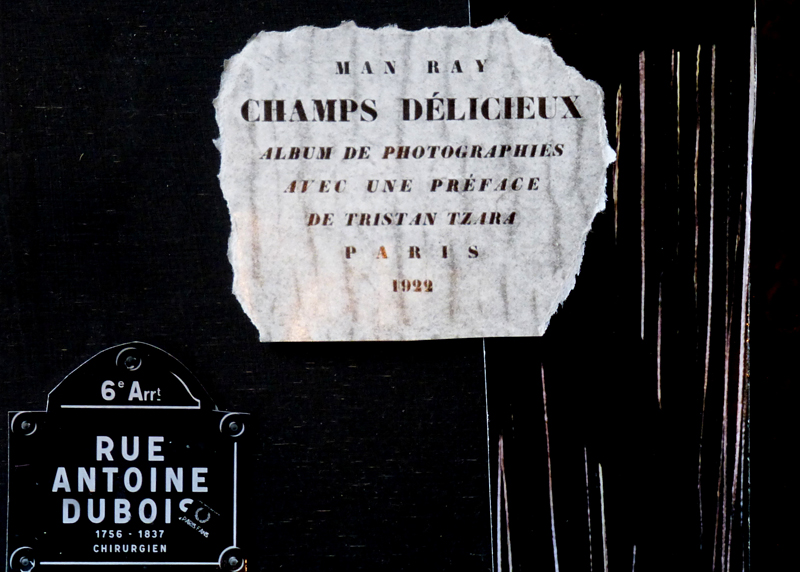 MAN RAY
CHAMPS DÉLICIEUX
ALBUM DE PHOTOGRAPHIES
AVEC UNE PRÉFACE
DE TRISTAN TZARA
PARIS
1922
6e Arrt
RUE
ANTOINE
DUBOIS
1756 - 1837
CHIRURGIEN